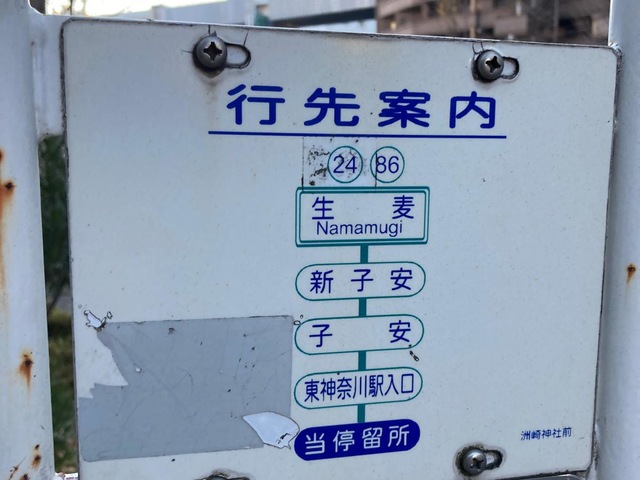 行先案内
24 86
生麦
Namamugi
新子安
子安
東神奈川駅入口
当停留所
洲崎神社前